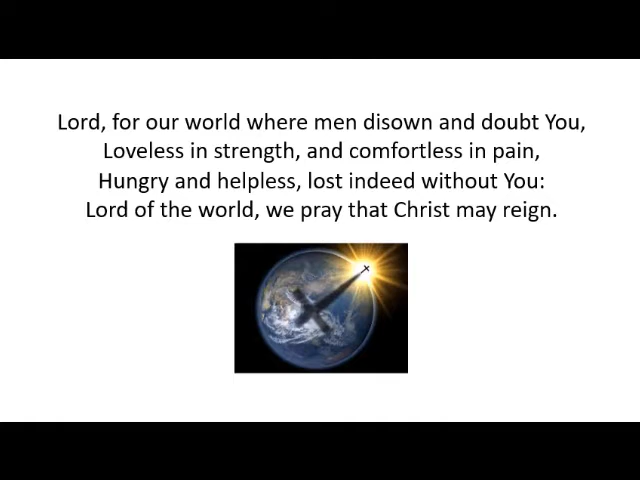 Lord, for our world where men disown and doubt You,
Loveless in strength, and comfortless in pain,
Hungry and helpless, lost indeed without You:
Lord of the world, we pray that Christ may reign.